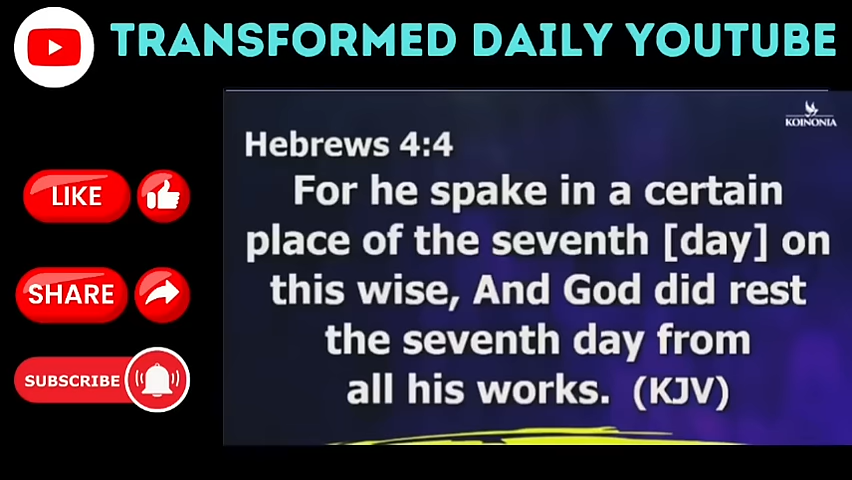 TRANSFORMED DAILY YOUTUBE
KOINONIA
Hebrews 4:4
For he spake in a certain
place of the seventh [day] on
this wise, And God did rest
the seventh day from
all his works. (KJV)
LIKE
SHARE
SUBSCRIBE